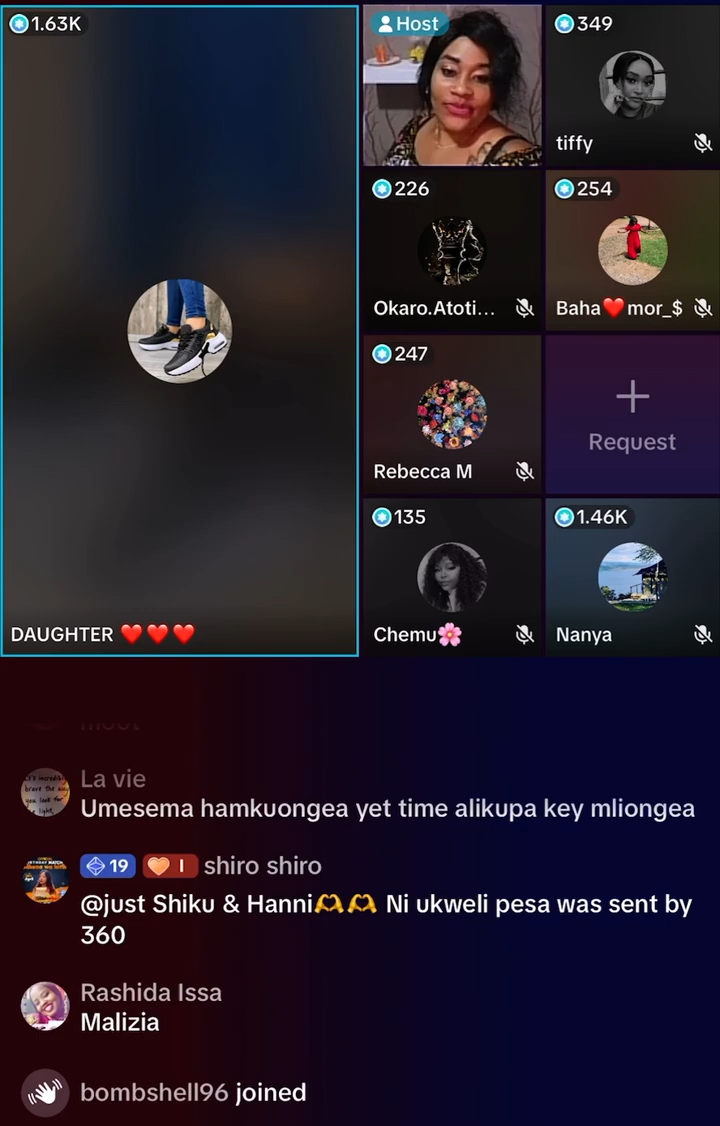 1.63K
Host
349
tiffy
226
Okaro.Atoti...
254
Baha❤️mor_$
247
Rebecca M
Request
135
Chemu🌸
1.46K
Nanya
DAUGHTER ❤️❤️❤️
La vie
Umesema hamkuongea yet time alikupa key mliongea
19 I shiro shiro
@just Shiku & Hanni🫶🫶 Ni ukweli pesa was sent by
360
Rashida Issa
Malizia
bombshell96 joined